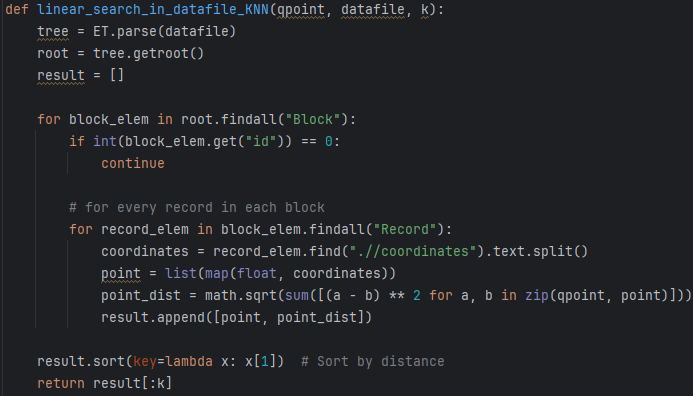 def linear_search_in_datafile_KNN(qpoint, datafile, k):
    tree = ET.parse(datafile)
    root = tree.getroot()
    result = []

    for block_elem in root.findall("Block"):
        if int(block_elem.get("id")) == 0:
            continue

        # for every record in each block
        for record_elem in block_elem.findall("Record"):
            coordinates = record_elem.find(".//coordinates").text.split()
            point = list(map(float, coordinates))
            point_dist = math.sqrt(sum([(a - b) ** 2 for a, b in zip(qpoint, point)]))
            result.append([point, point_dist])

    result.sort(key=lambda x: x[1])  # Sort by distance
    return result[:k]